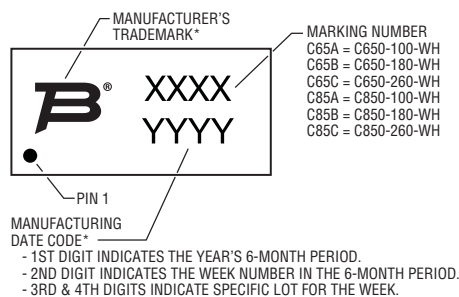 MANUFACTURER'S
TRADEMARK*
MARKING NUMBER
C65A = C650-100-WH
C65B = C650-180-WH
C65C = C650-260-WH
C85A = C850-100-WH
C85B = C850-180-WH
C85C = C850-260-WH
B®
XXXX
YYYY
PIN 1
MANUFACTURING
DATE CODE*
- 1ST DIGIT INDICATES THE YEAR'S 6-MONTH PERIOD.
- 2ND DIGIT INDICATES THE WEEK NUMBER IN THE 6-MONTH PERIOD.
- 3RD & 4TH DIGITS INDICATE SPECIFIC LOT FOR THE WEEK.